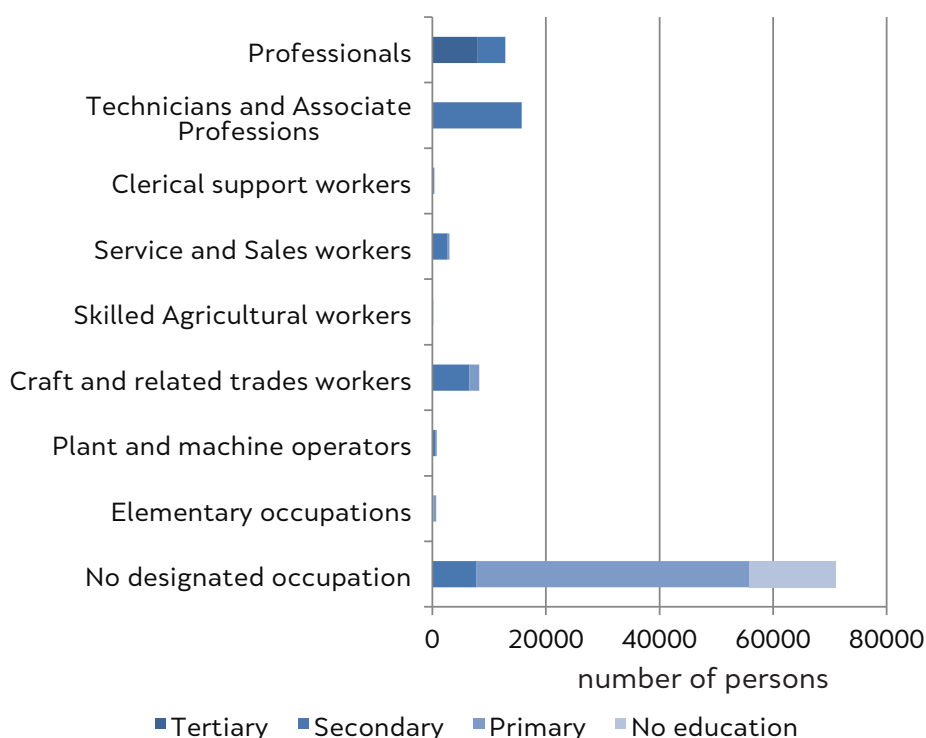 Professionals
Technicians and Associate
Professions
Clerical support workers
Service and Sales workers
Skilled Agricultural workers
Craft and related trades workers
Plant and machine operators
Elementary occupations
No designated occupation
0 20000 40000 60000 80000
number of persons
Tertiary Secondary Primary No education